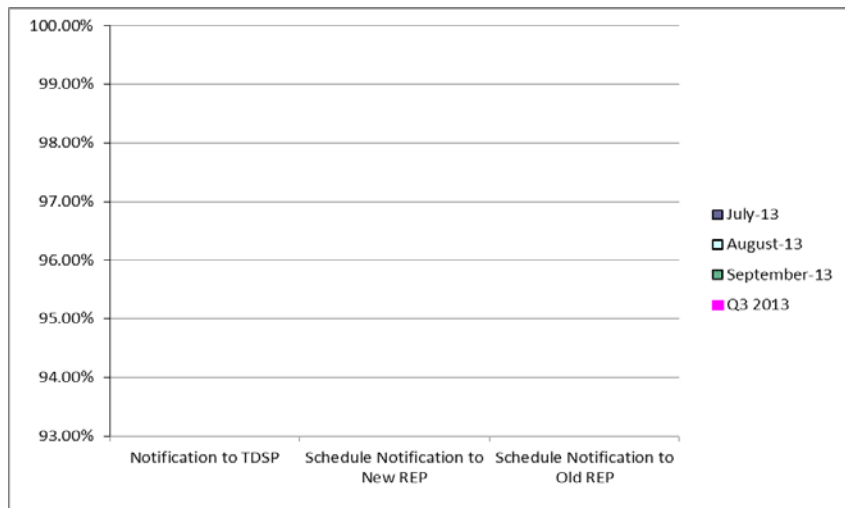 100.00%
99.00%
98.00%
97.00%
96.00%
95.00%
94.00%
93.00%
Notification to TDSP
Schedule Notification to
New REP
Schedule Notification to
Old REP
July-13
August-13
September-13
Q3 2013